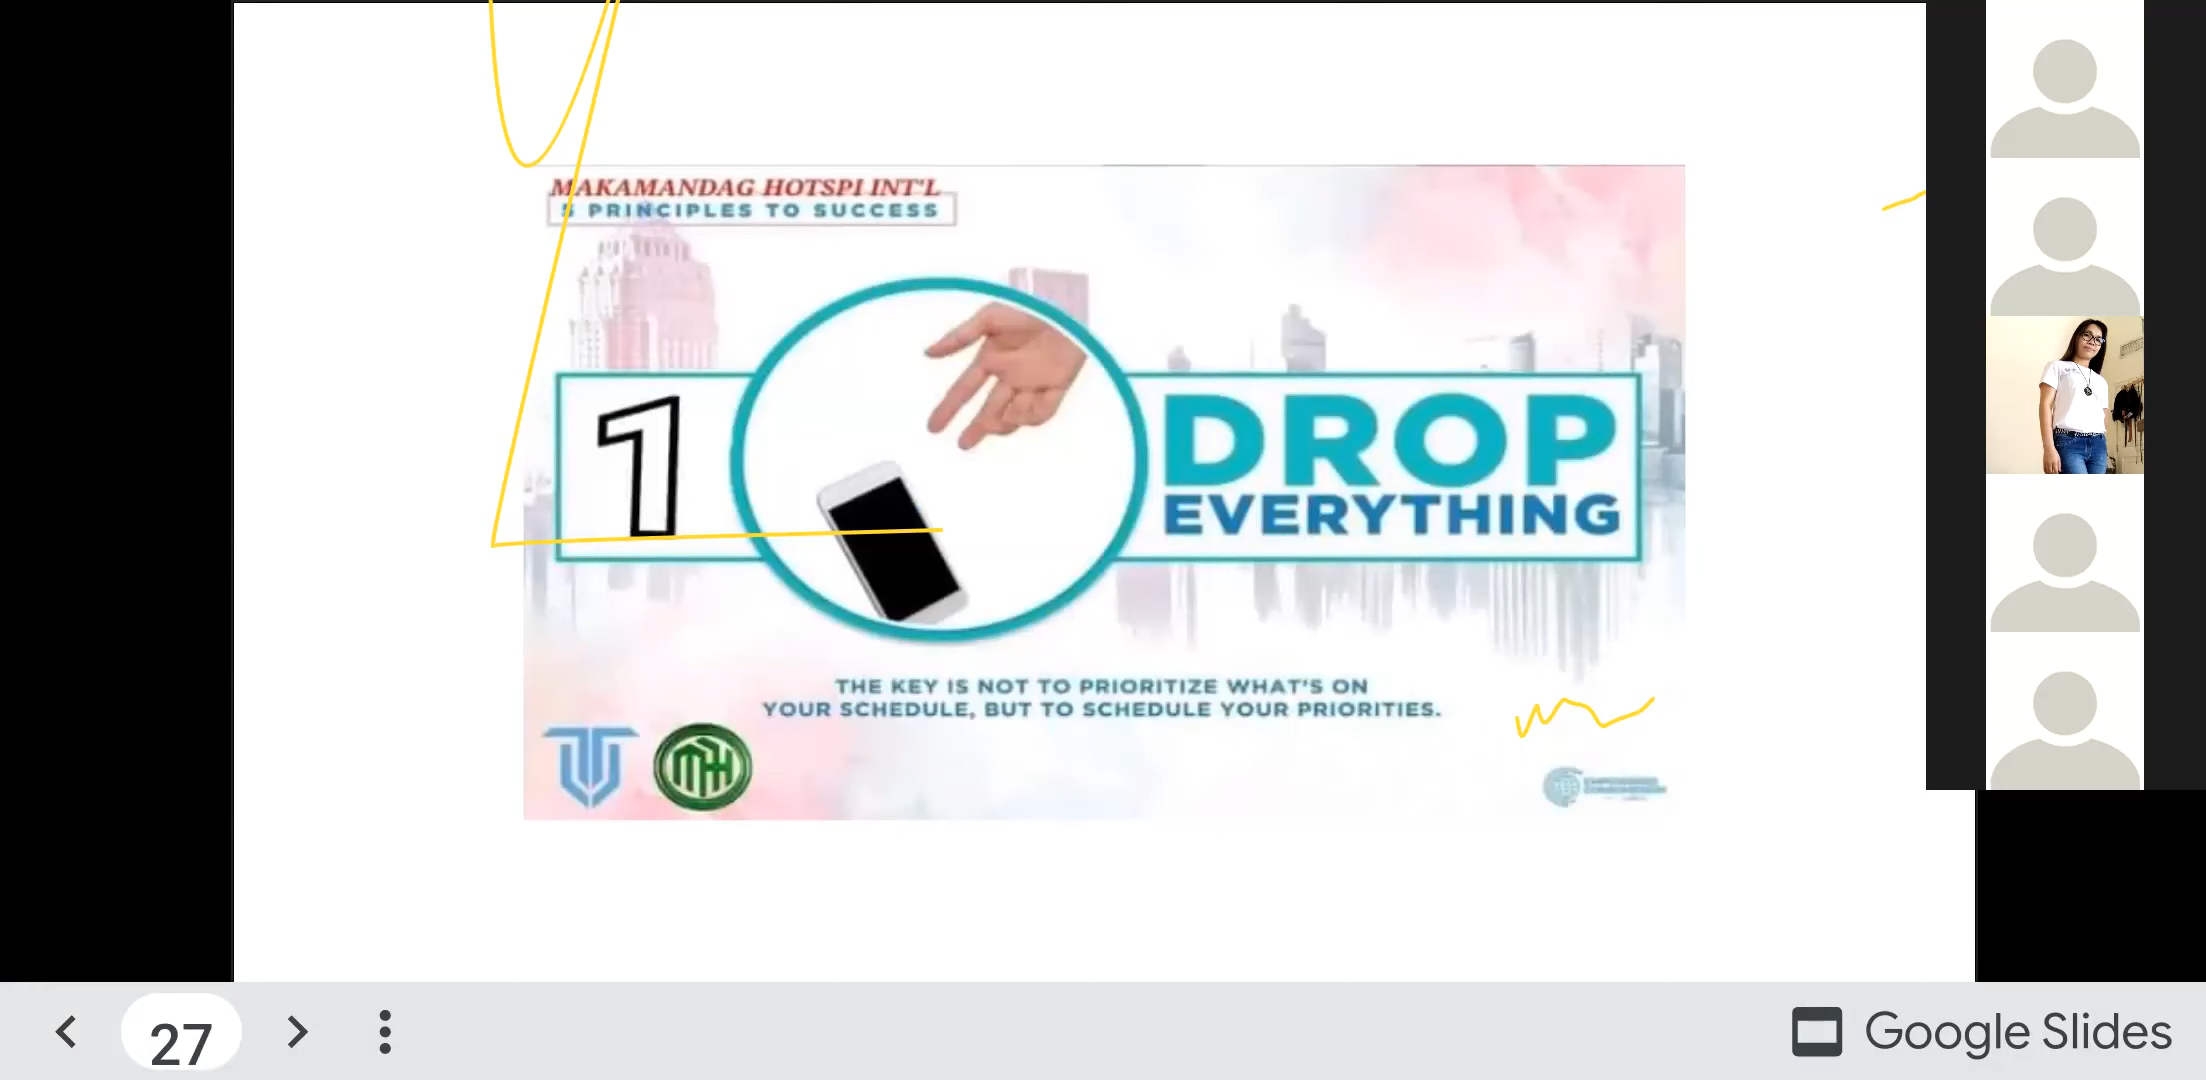 MAKAMANDAG HOTSPI INT'L
5 PRINCIPLES TO SUCCESS
1
DROP
EVERYTHING
THE KEY IS NOT TO PRIORITIZE WHAT'S ON
YOUR SCHEDULE, BUT TO SCHEDULE YOUR PRIORITIES.
27
Google Slides